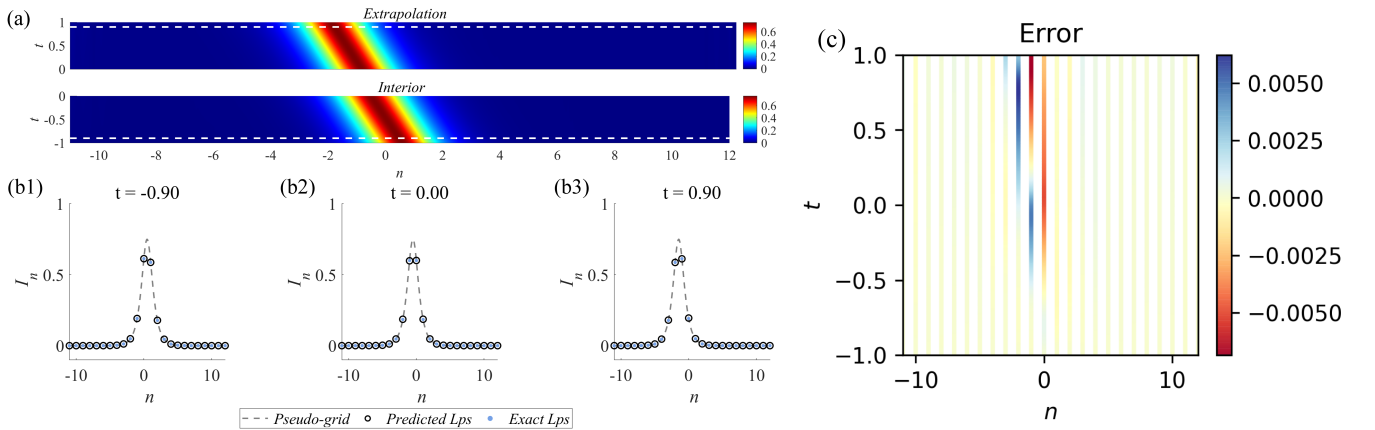 (a)
Extrapolation
1
0.5
0
t
0.6
0.4
0.2
0
Interior
0
-0.5
-1
t
0.6
0.4
0.2
0
-10 -8 -6 -4 -2 0 2 4 6 8 10 12
n
(b1)
t = -0.90
1
0.5
0
I_n
-10 0 10
n
(b2)
t = 0.00
1
0.5
0
I_n
-10 0 10
n
(b3)
t = 0.90
1
0.5
0
I_n
-10 0 10
n
Pseudo-grid Predicted Lps Exact Lps
(c)
Error
1.0
0.5
0.0
−0.5
−1.0
t
−10 0 10
n
0.0050
0.0025
0.0000
−0.0025
−0.0050